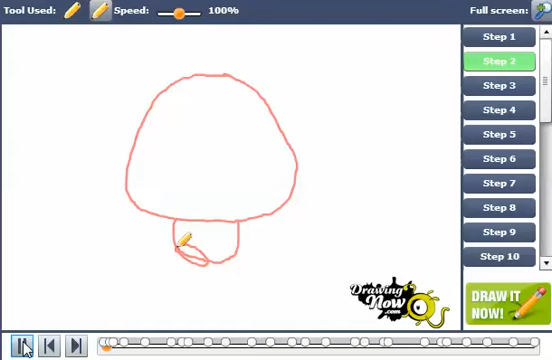 Tool Used:
Speed:
100%
Full screen:
Step 1
Step 2
Step 3
Step 4
Step 5
Step 6
Step 7
Step 8
Step 9
Step 10
Drawing
Now
.com
DRAW IT
NOW!